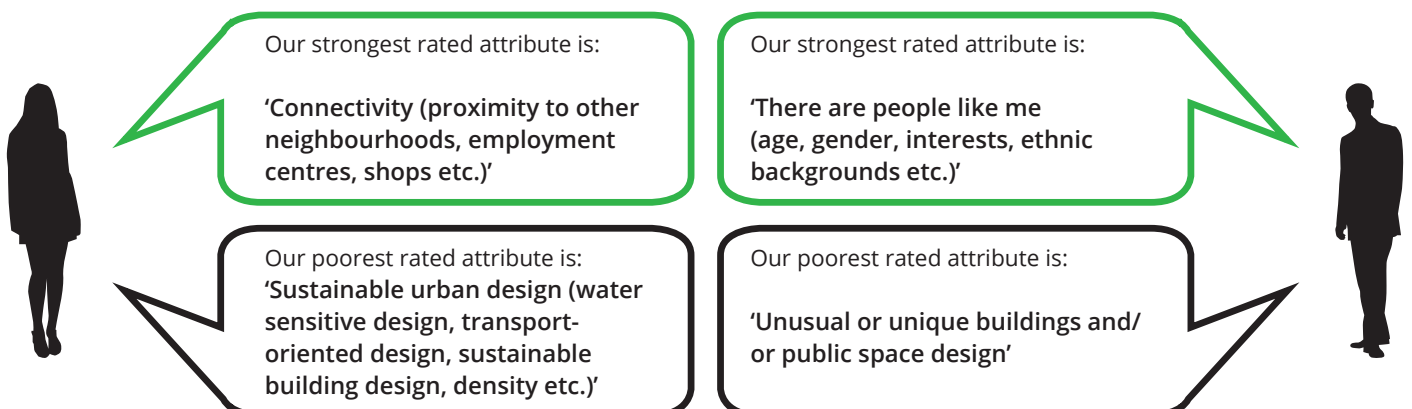 Our strongest rated attribute is:
‘Connectivity (proximity to other
neighbourhoods, employment
centres, shops etc.)’
Our strongest rated attribute is:
‘There are people like me
(age, gender, interests, ethnic
backgrounds etc.)’
Our poorest rated attribute is:
‘Sustainable urban design (water
sensitive design, transport-
oriented design, sustainable
building design, density etc.)’
Our poorest rated attribute is:
‘Unusual or unique buildings and/
or public space design’